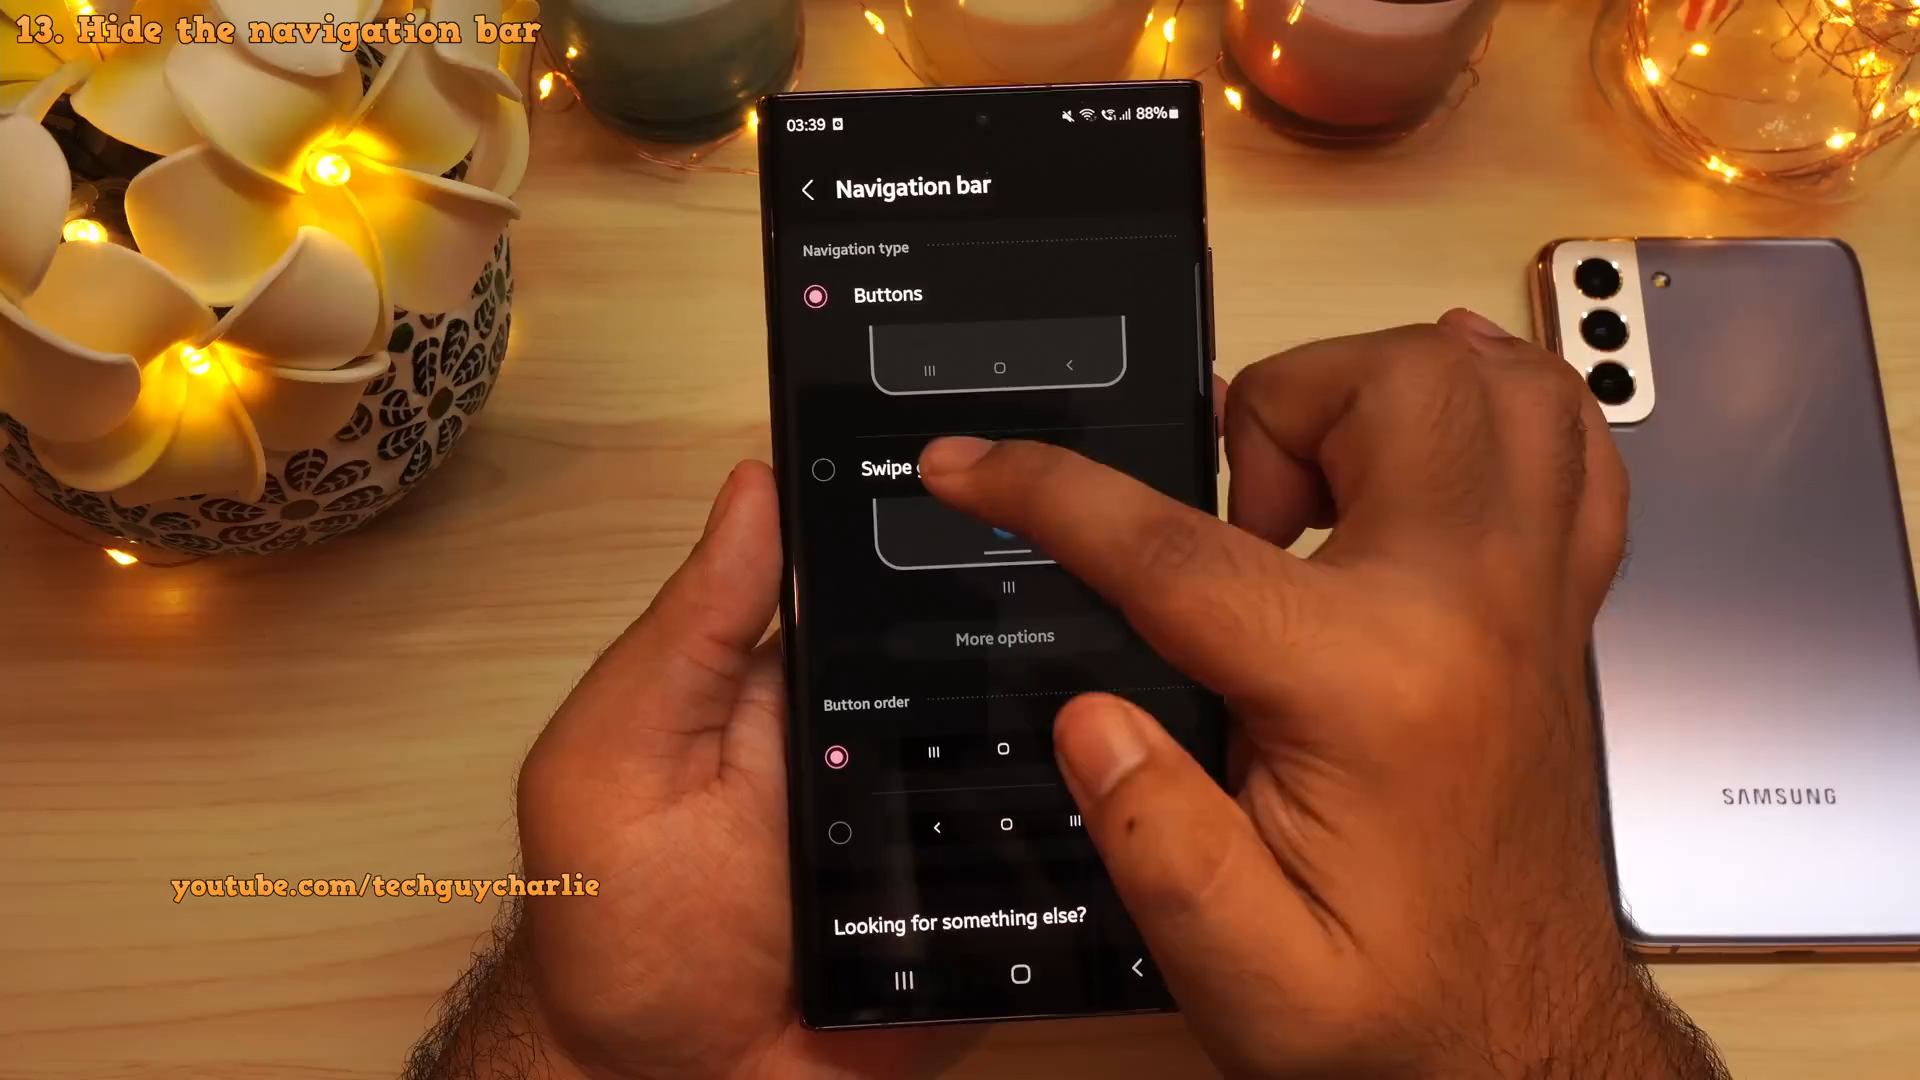 13. Hide the navigation bar
03:39
88%
Navigation bar
Navigation type
Buttons
Swipe
More options
Button order
SAMSUNG
youtube.com/techguycharlie
Looking for something else?